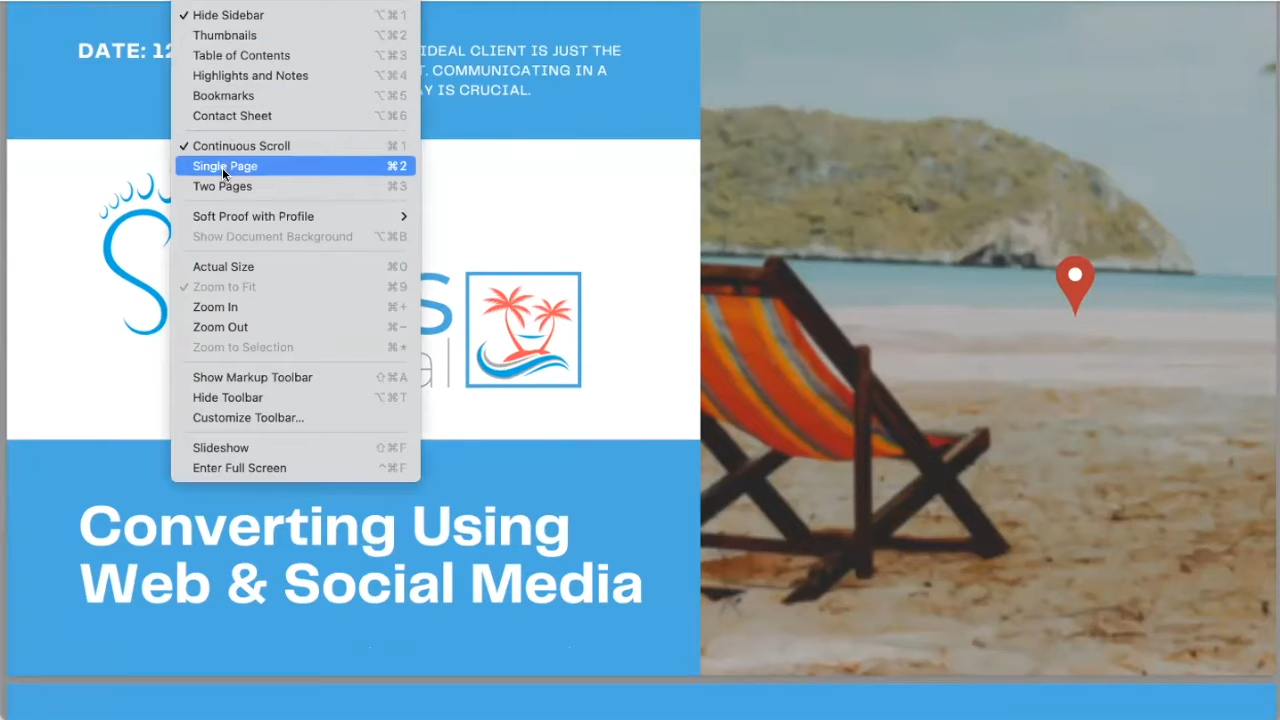 Hide Sidebar ⌥⌘1
DATE: 12
Thumbnails ⌥⌘2
Table of Contents ⌥⌘3
Highlights and Notes ⌥⌘4
Bookmarks ⌥⌘5
Contact Sheet ⌥⌘6
IDEAL CLIENT IS JUST THE
T. COMMUNICATING IN A
AY IS CRUCIAL.
Continuous Scroll ⌘1
Single Page ⌘2
Two Pages ⌘3
Soft Proof with Profile
Show Document Background ⌥⌘B
Actual Size ⌘0
Zoom to Fit ⌘9
Zoom In ⌘+
Zoom Out ⌘−
Zoom to Selection ⌘*
Show Markup Toolbar ⇧⌘A
Hide Toolbar ⌥⌘T
Customize Toolbar...
Slideshow ⇧⌘F
Enter Full Screen ^⌘F
s
al
Converting Using
Web & Social Media